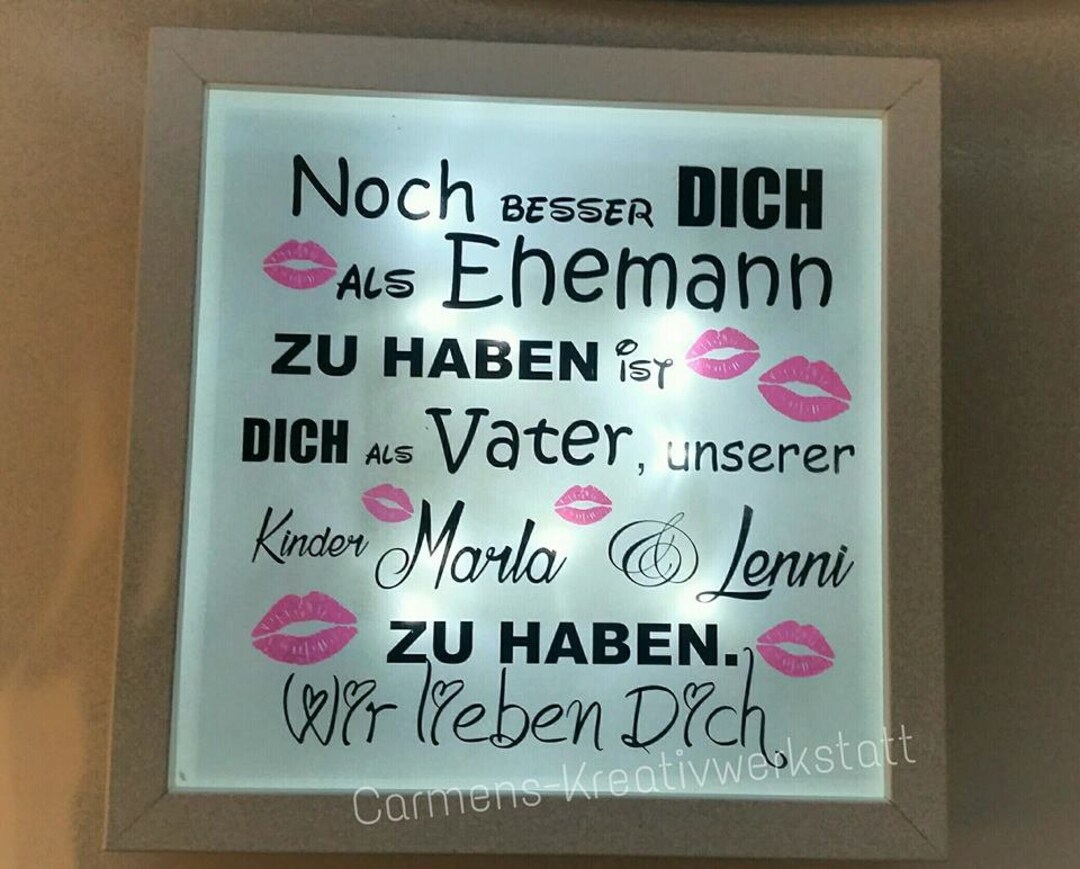 Noch BESSER DICH
ALS Ehemann
ZU HABEN iST
DICH ALS Vater, unserer
Kinder Marla & Lenni
ZU HABEN.
Wir lieben Dich.
Carmens-Kreativwerkstatt